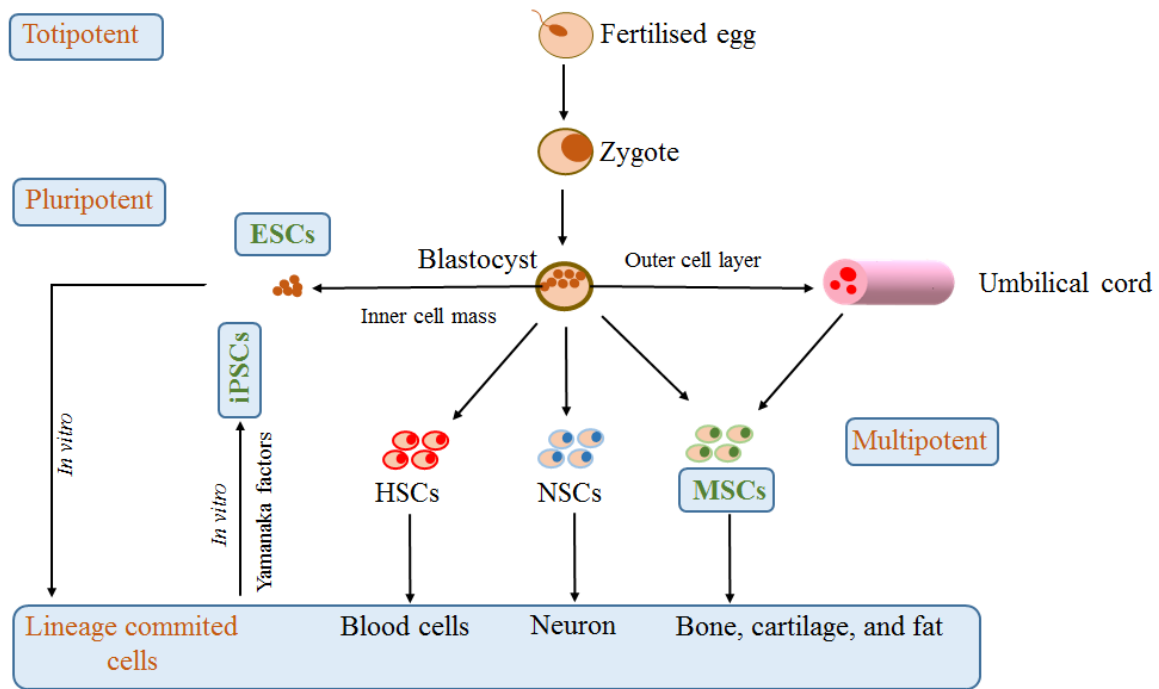 Totipotent
Fertilised egg
Zygote
Pluripotent
ESCs
Blastocyst
Outer cell layer
Umbilical cord
Inner cell mass
iPSCs
In vitro
In vitro
Yamanaka factors
Multipotent
HSCs
NSCs
MSCs
Lineage commited
cells
Blood cells
Neuron
Bone, cartilage, and fat